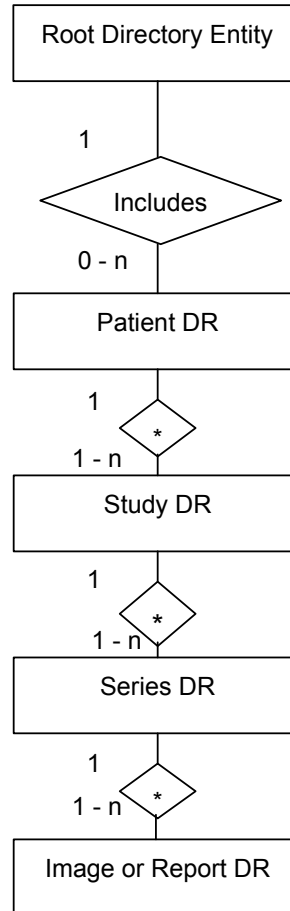 Root Directory Entity
1
Includes
0 - n
Patient DR
1
*
1 - n
Study DR
1
*
1 - n
Series DR
1
*
1 - n
Image or Report DR